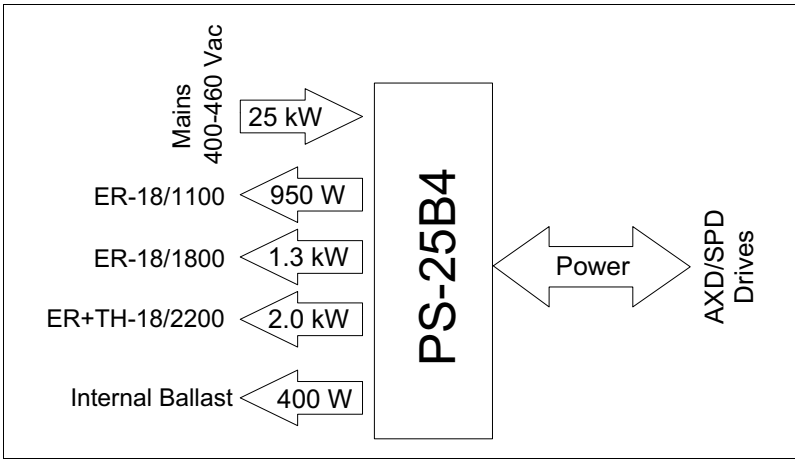 Mains
400-460 Vac
25 kW
ER-18/1100
950 W
ER-18/1800
1.3 kW
ER+TH-18/2200
2.0 kW
Internal Ballast
400 W
PS-25B4
Power
AXD/SPD
Drives